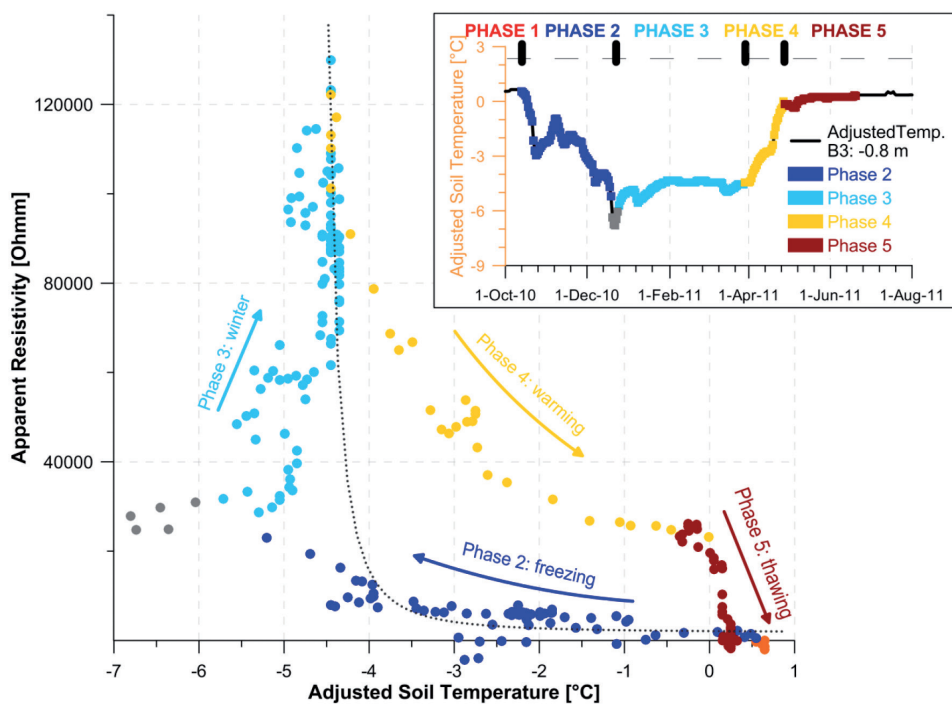 PHASE 1 PHASE 2 PHASE 3 PHASE 4 PHASE 5
Adjusted Soil Temperature [°C]
3
0
-3
-6
-9
1-Oct-10 1-Dec-10 1-Feb-11 1-Apr-11 1-Jun-11 1-Aug-11
AdjustedTemp.
B3: -0.8 m
Phase 2
Phase 3
Phase 4
Phase 5
Apparent Resistivity [Ohmm]
120000
80000
40000
Phase 3: winter
Phase 4: warming
Phase 2: freezing
Phase 5: thawing
-7 -6 -5 -4 -3 -2 -1 0 1
Adjusted Soil Temperature [°C]